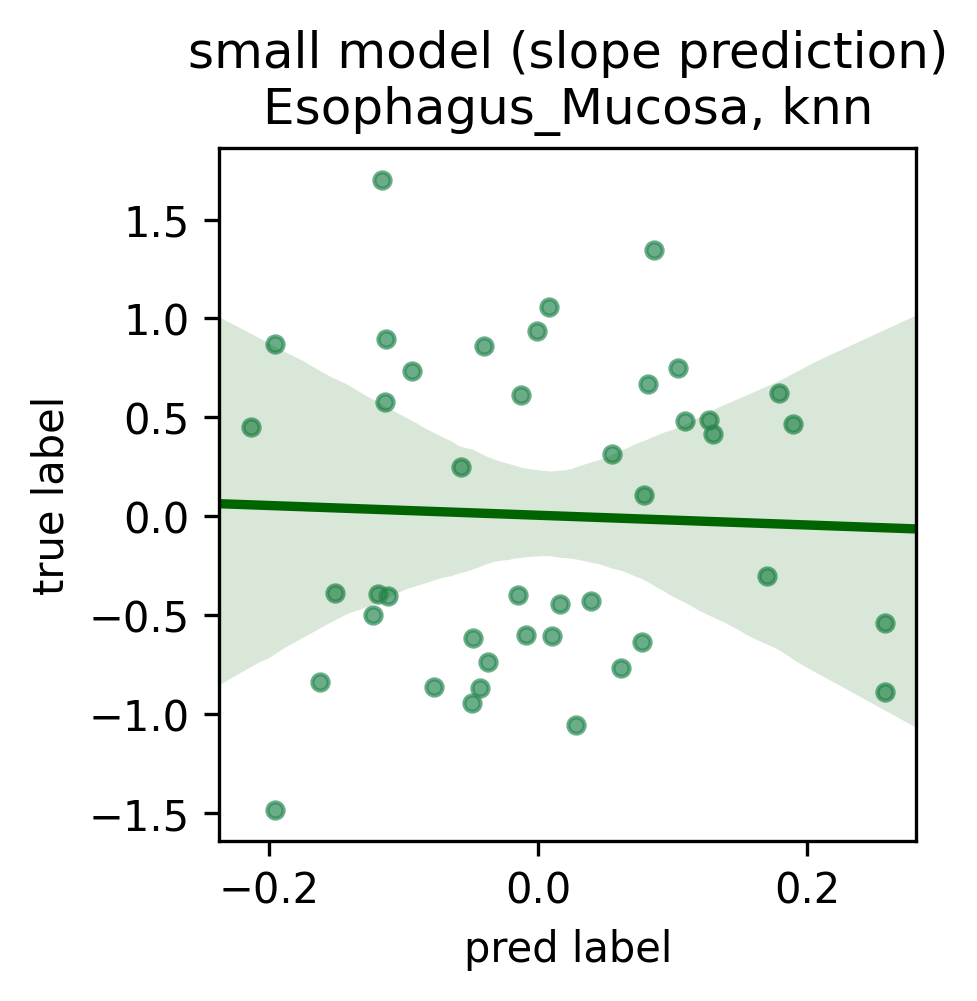 small model (slope prediction)
Esophagus_Mucosa, knn
1.5
1.0
0.5
0.0
−0.5
−1.0
−1.5
true label
−0.2
0.0
0.2
pred label